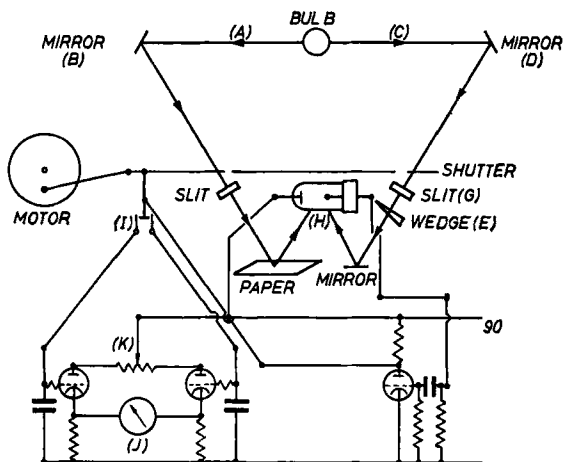 BULB
MIRROR
(B)
(A)
(C)
MIRROR
(D)
SHUTTER
SLIT
SLIT(G)
WEDGE(E)
MOTOR
(I)
(H)
PAPER
MIRROR
90
(K)
(J)